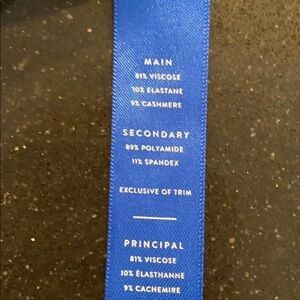 MAIN
81% VISCOSE
10% ELASTANE
9% CASHMERE
SECONDARY
89% POLYAMIDE
11% SPANDEX
EXCLUSIVE OF TRIM
PRINCIPAL
81% VISCOSE
10% ÉLASTHANNE
9% CACHEMIRE